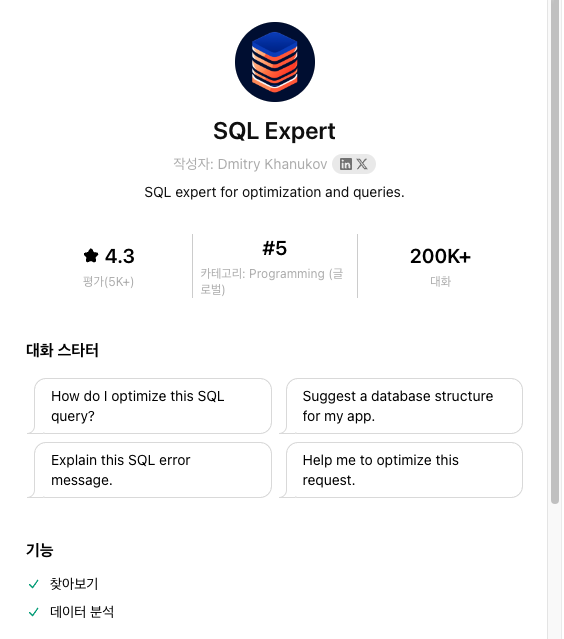 SQL Expert
작성자: Dmitry Khanukov
SQL expert for optimization and queries.
4.3
평가(5K+)
#5
카테고리: Programming (글
로벌)
200K+
대화
대화 스타터
How do I optimize this SQL
query?
Suggest a database structure
for my app.
Explain this SQL error
message.
Help me to optimize this
request.
기능
찾아보기
데이터 분석